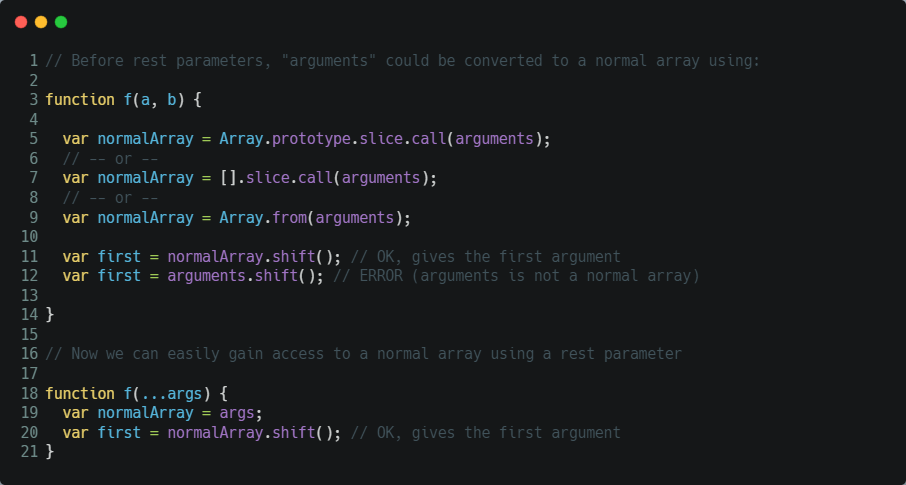 1 // Before rest parameters, "arguments" could be converted to a normal array using:
2
3 function f(a, b) {
4
5   var normalArray = Array.prototype.slice.call(arguments);
6   // -- or --
7   var normalArray = [].slice.call(arguments);
8   // -- or --
9   var normalArray = Array.from(arguments);
10
11   var first = normalArray.shift(); // OK, gives the first argument
12   var first = arguments.shift(); // ERROR (arguments is not a normal array)
13
14 }
15
16 // Now we can easily gain access to a normal array using a rest parameter
17
18 function f(...args) {
19   var normalArray = args;
20   var first = normalArray.shift(); // OK, gives the first argument
21 }